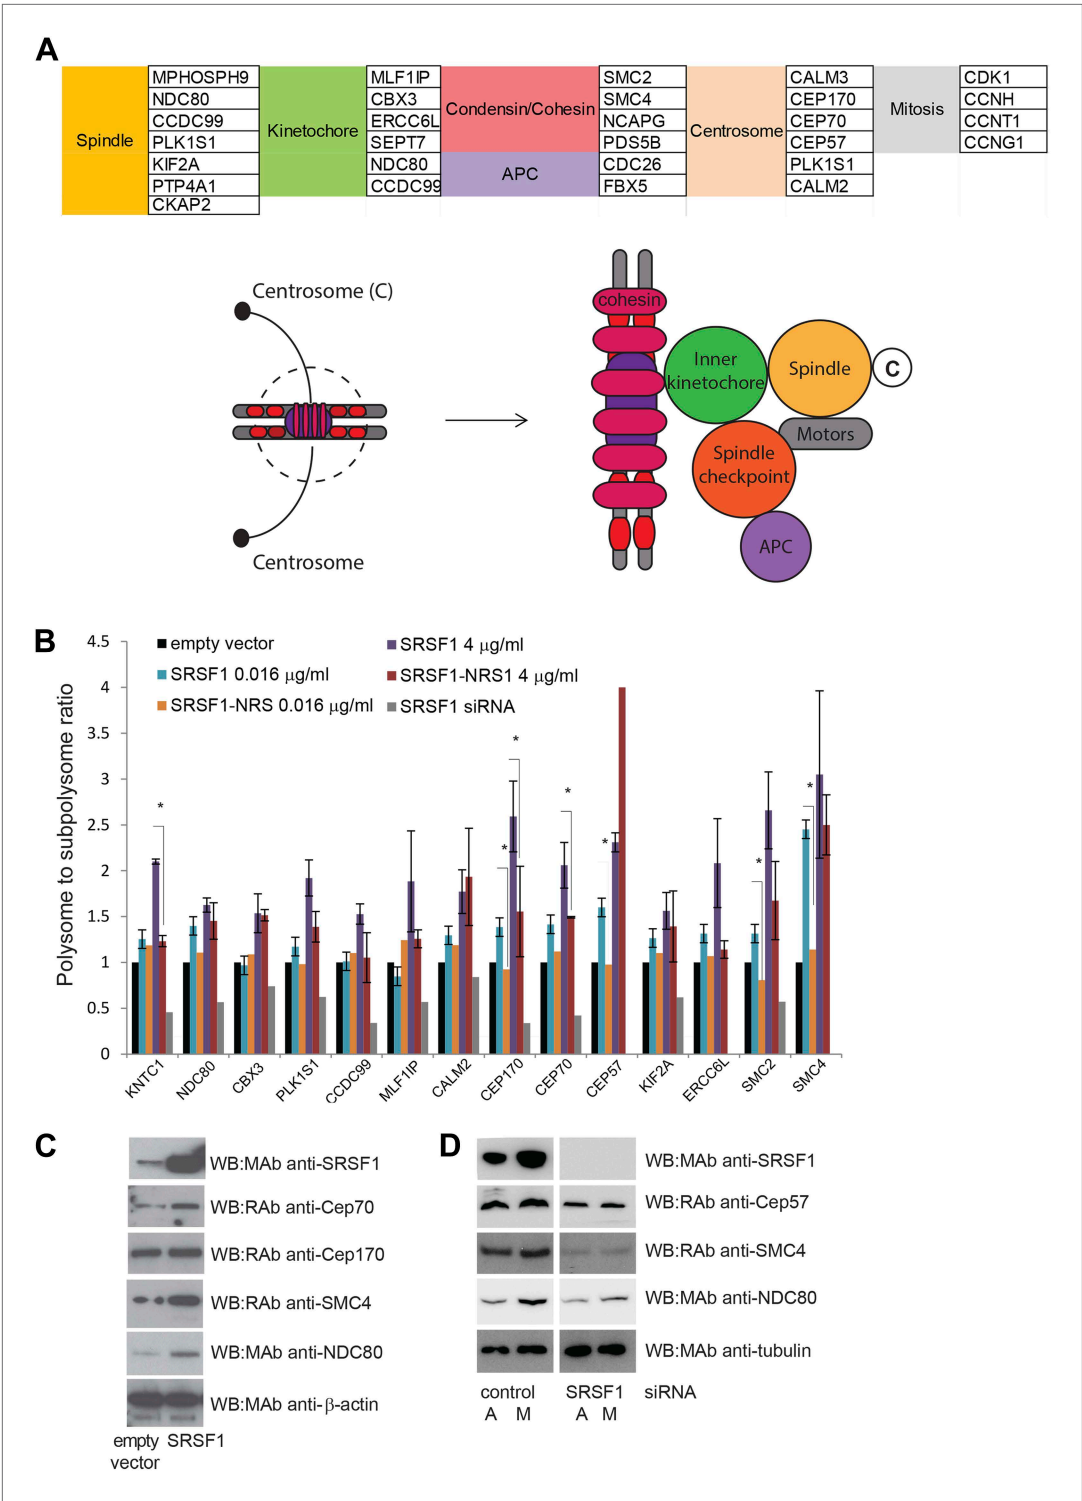 A
Spindle
MPHOSPH9
NDC80
CCDC99
PLK1S1
KIF2A
PTP4A1
CKAP2
Kinetochore
MLF1IP
CBX3
ERCC6L
SEPT7
NDC80
CCDC99
Condensin/Cohesin
APC
SMC2
SMC4
NCAPG
PDS5B
CDC26
FBX5
Centrosome
CALM3
CEP170
CEP70
CEP57
PLK1S1
CALM2
Mitosis
CDK1
CCNH
CCNT1
CCNG1
Centrosome (C)
Centrosome
cohesin
Inner
kinetochore
Spindle
C
Motors
Spindle
checkpoint
APC
B
Polysome to subpolysome ratio
4.5
4
3.5
3
2.5
2
1.5
1
0.5
0
empty vector
SRSF1 0.016 μg/ml
SRSF1-NRS 0.016 μg/ml
SRSF1 4 μg/ml
SRSF1-NRS1 4 μg/ml
SRSF1 siRNA
*
*
*
*
*
*
*
KNTC1
NDC80
CBX3
PLK1S1
CCDC99
MLF1IP
CALM2
CEP170
CEP70
CEP57
KIF2A
ERCC6L
SMC2
SMC4
C
WB:MAb anti-SRSF1
WB:RAb anti-Cep70
WB:RAb anti-Cep170
WB:RAb anti-SMC4
WB:MAb anti-NDC80
WB:MAb anti-β-actin
empty SRSF1
vector
D
WB:MAb anti-SRSF1
WB:RAb anti-Cep57
WB:RAb anti-SMC4
WB:MAb anti-NDC80
WB:MAb anti-tubulin
control SRSF1 siRNA
A M A M